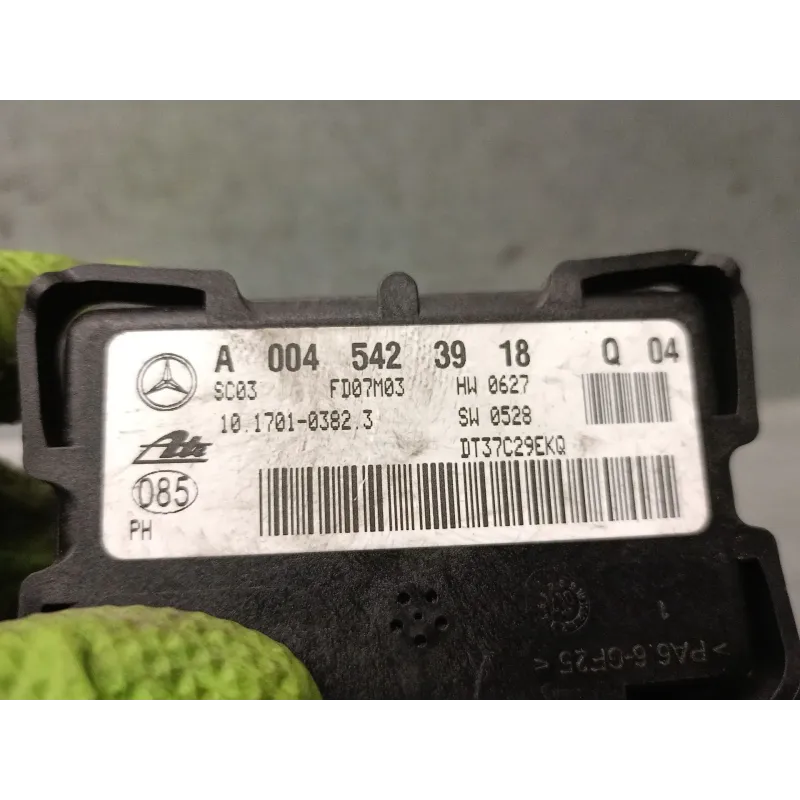 A 004 542 39 18 Q 04
SC03 FD07M03 HW 0627
10.1701-0382.3 SW 0528
Ate DT37C29EKQ
085
PH
1
>PA6.6-GF25<